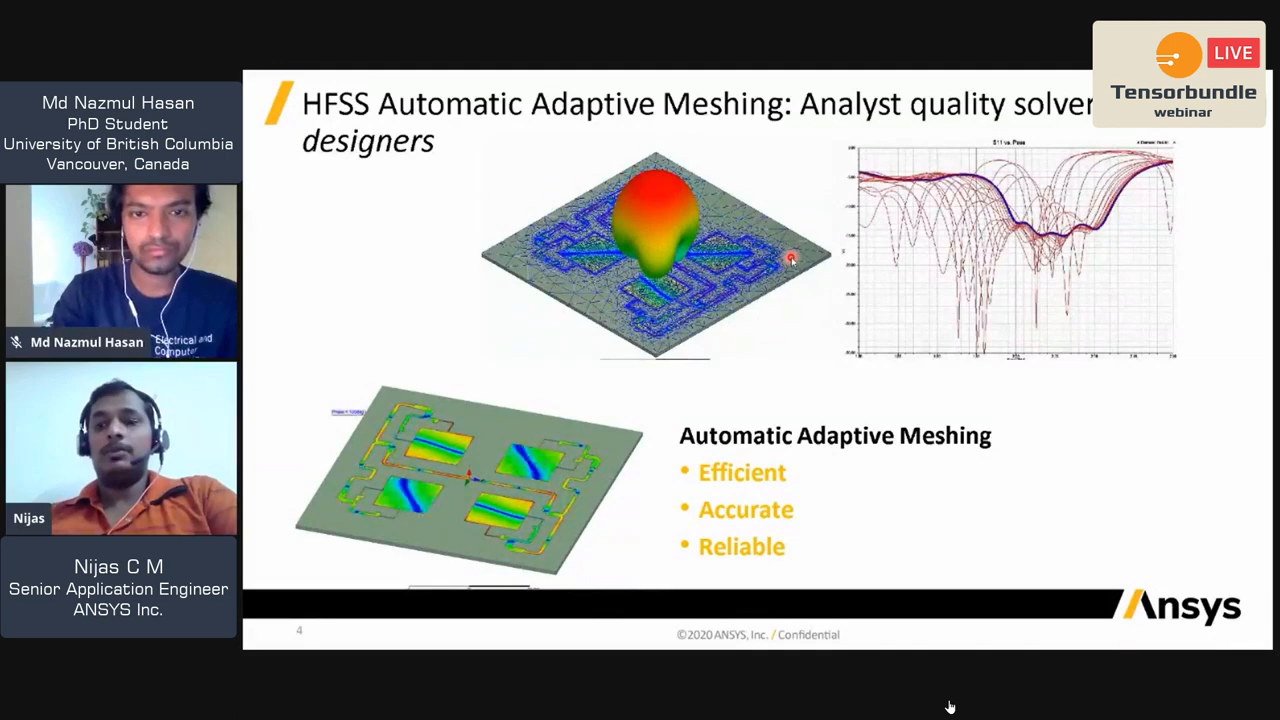 LIVE
Tensorbundle
webinar
Md Nazmul Hasan
PhD Student
University of British Columbia
Vancouver, Canada
Electrical and
Computer
Md Nazmul Hasan
Nijas
Nijas C M
Senior Application Engineer
ANSYS Inc.
HFSS Automatic Adaptive Meshing: Analyst quality solver
designers
Automatic Adaptive Meshing
• Efficient
• Accurate
• Reliable
Ansys
4
©2020 ANSYS, Inc. / Confidential